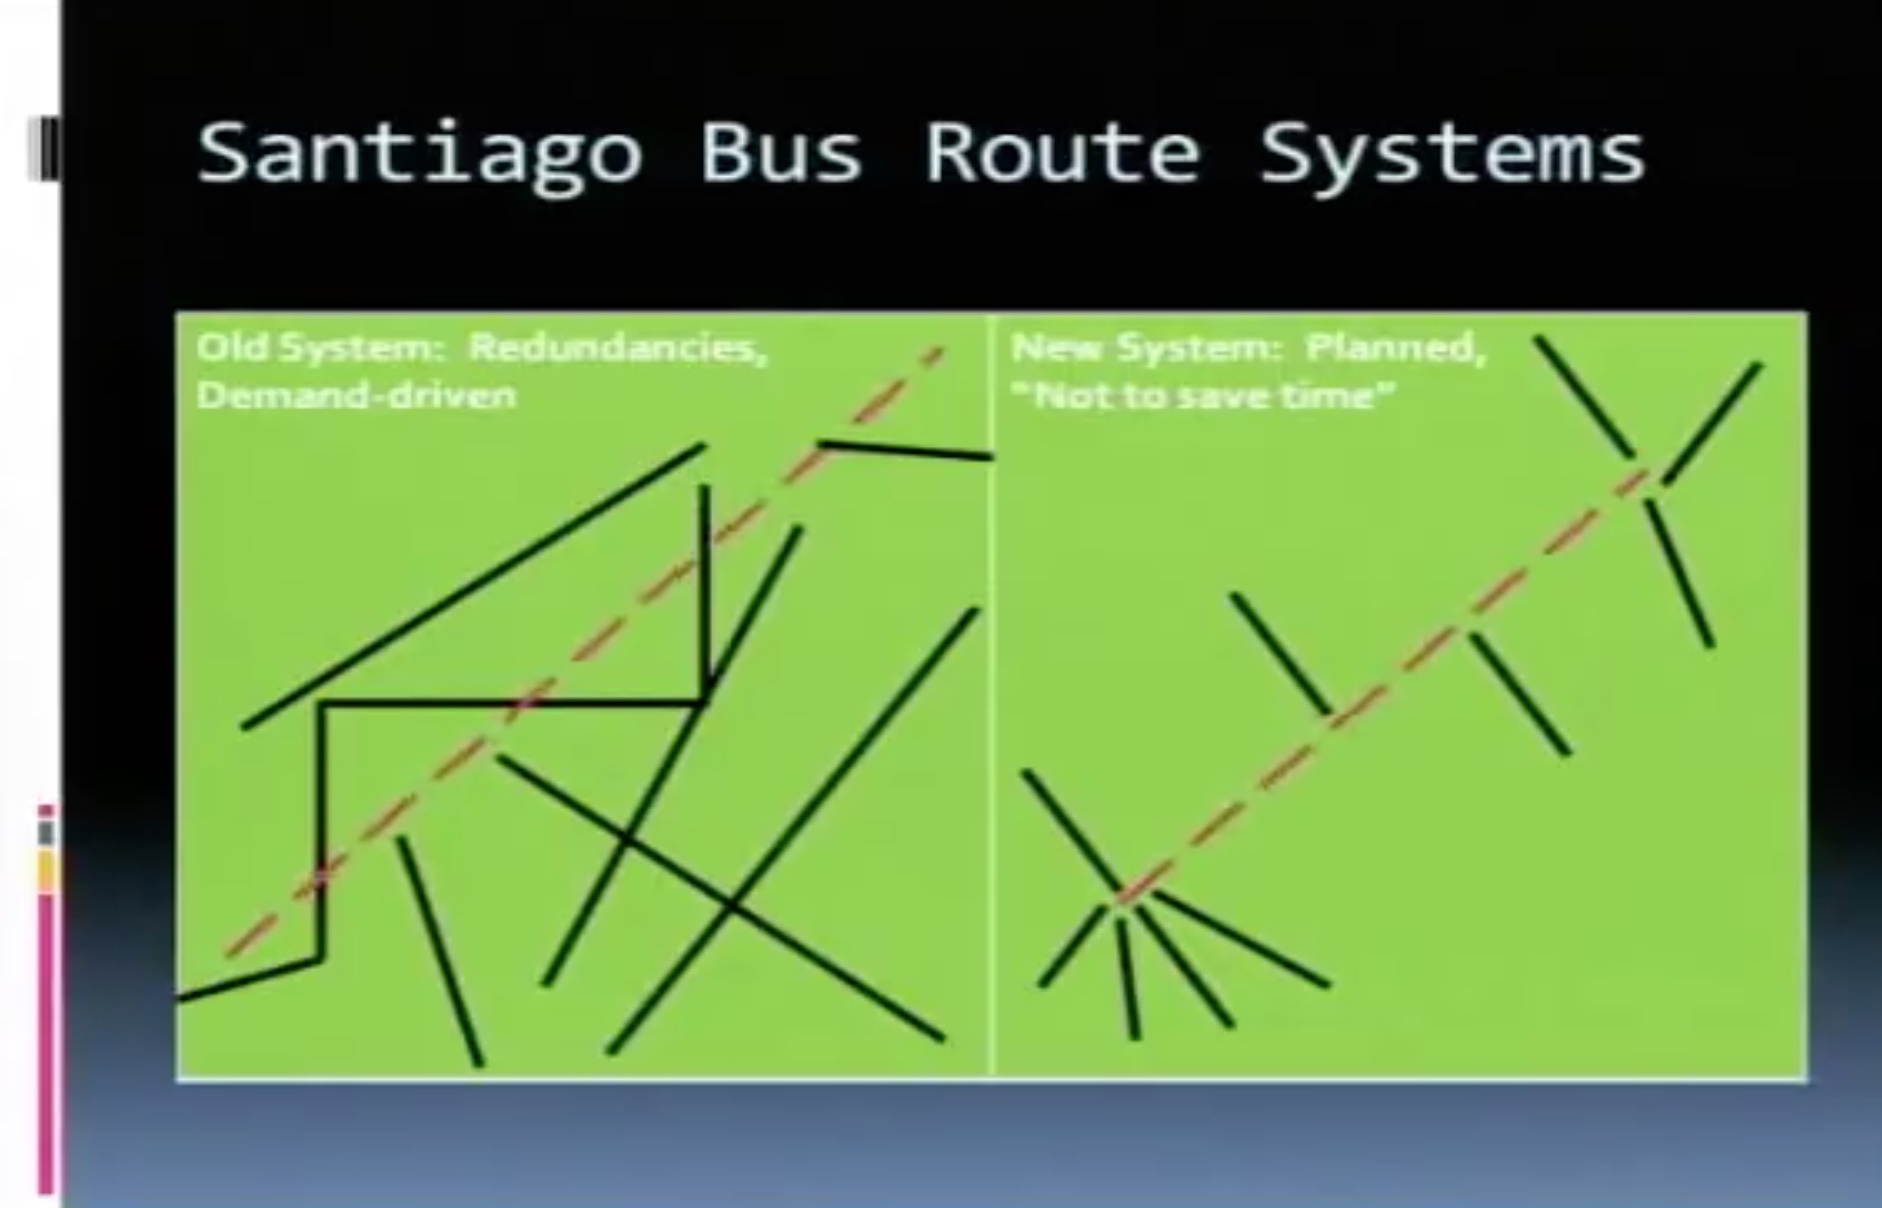 Santiago Bus Route Systems
Old System:  Redundancies,
Demand-driven
New System:  Planned,
"Not to save time"